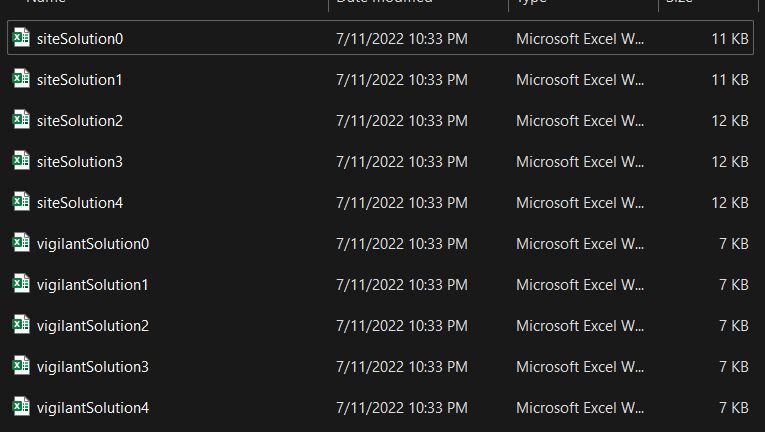 Name Date modified Type Size
siteSolution0 7/11/2022 10:33 PM Microsoft Excel W... 11 KB
siteSolution1 7/11/2022 10:33 PM Microsoft Excel W... 11 KB
siteSolution2 7/11/2022 10:33 PM Microsoft Excel W... 12 KB
siteSolution3 7/11/2022 10:33 PM Microsoft Excel W... 12 KB
siteSolution4 7/11/2022 10:33 PM Microsoft Excel W... 12 KB
vigilantSolution0 7/11/2022 10:33 PM Microsoft Excel W... 7 KB
vigilantSolution1 7/11/2022 10:33 PM Microsoft Excel W... 7 KB
vigilantSolution2 7/11/2022 10:33 PM Microsoft Excel W... 7 KB
vigilantSolution3 7/11/2022 10:33 PM Microsoft Excel W... 7 KB
vigilantSolution4 7/11/2022 10:33 PM Microsoft Excel W... 7 KB